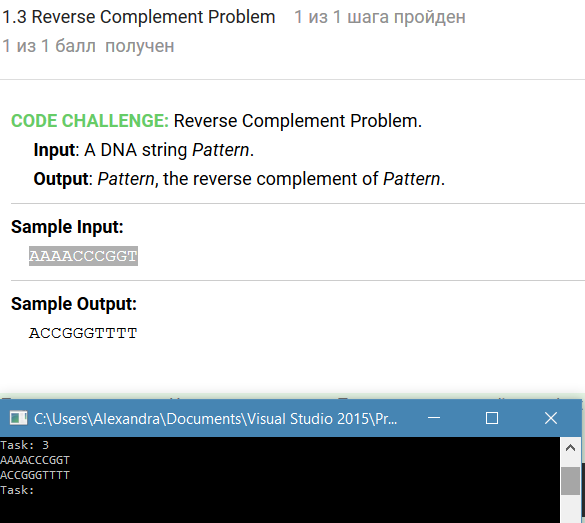 1.3 Reverse Complement Problem 1 из 1 шага пройден
1 из 1 балл получен
CODE CHALLENGE: Reverse Complement Problem.
Input: A DNA string Pattern.
Output: Pattern, the reverse complement of Pattern.
Sample Input:
AAAACCCGGT
Sample Output:
ACCGGGTTTT
C:\Users\Alexandra\Documents\Visual Studio 2015\Pr...
Task: 3
AAAACCCGGT
ACCGGGTTTT
Task: